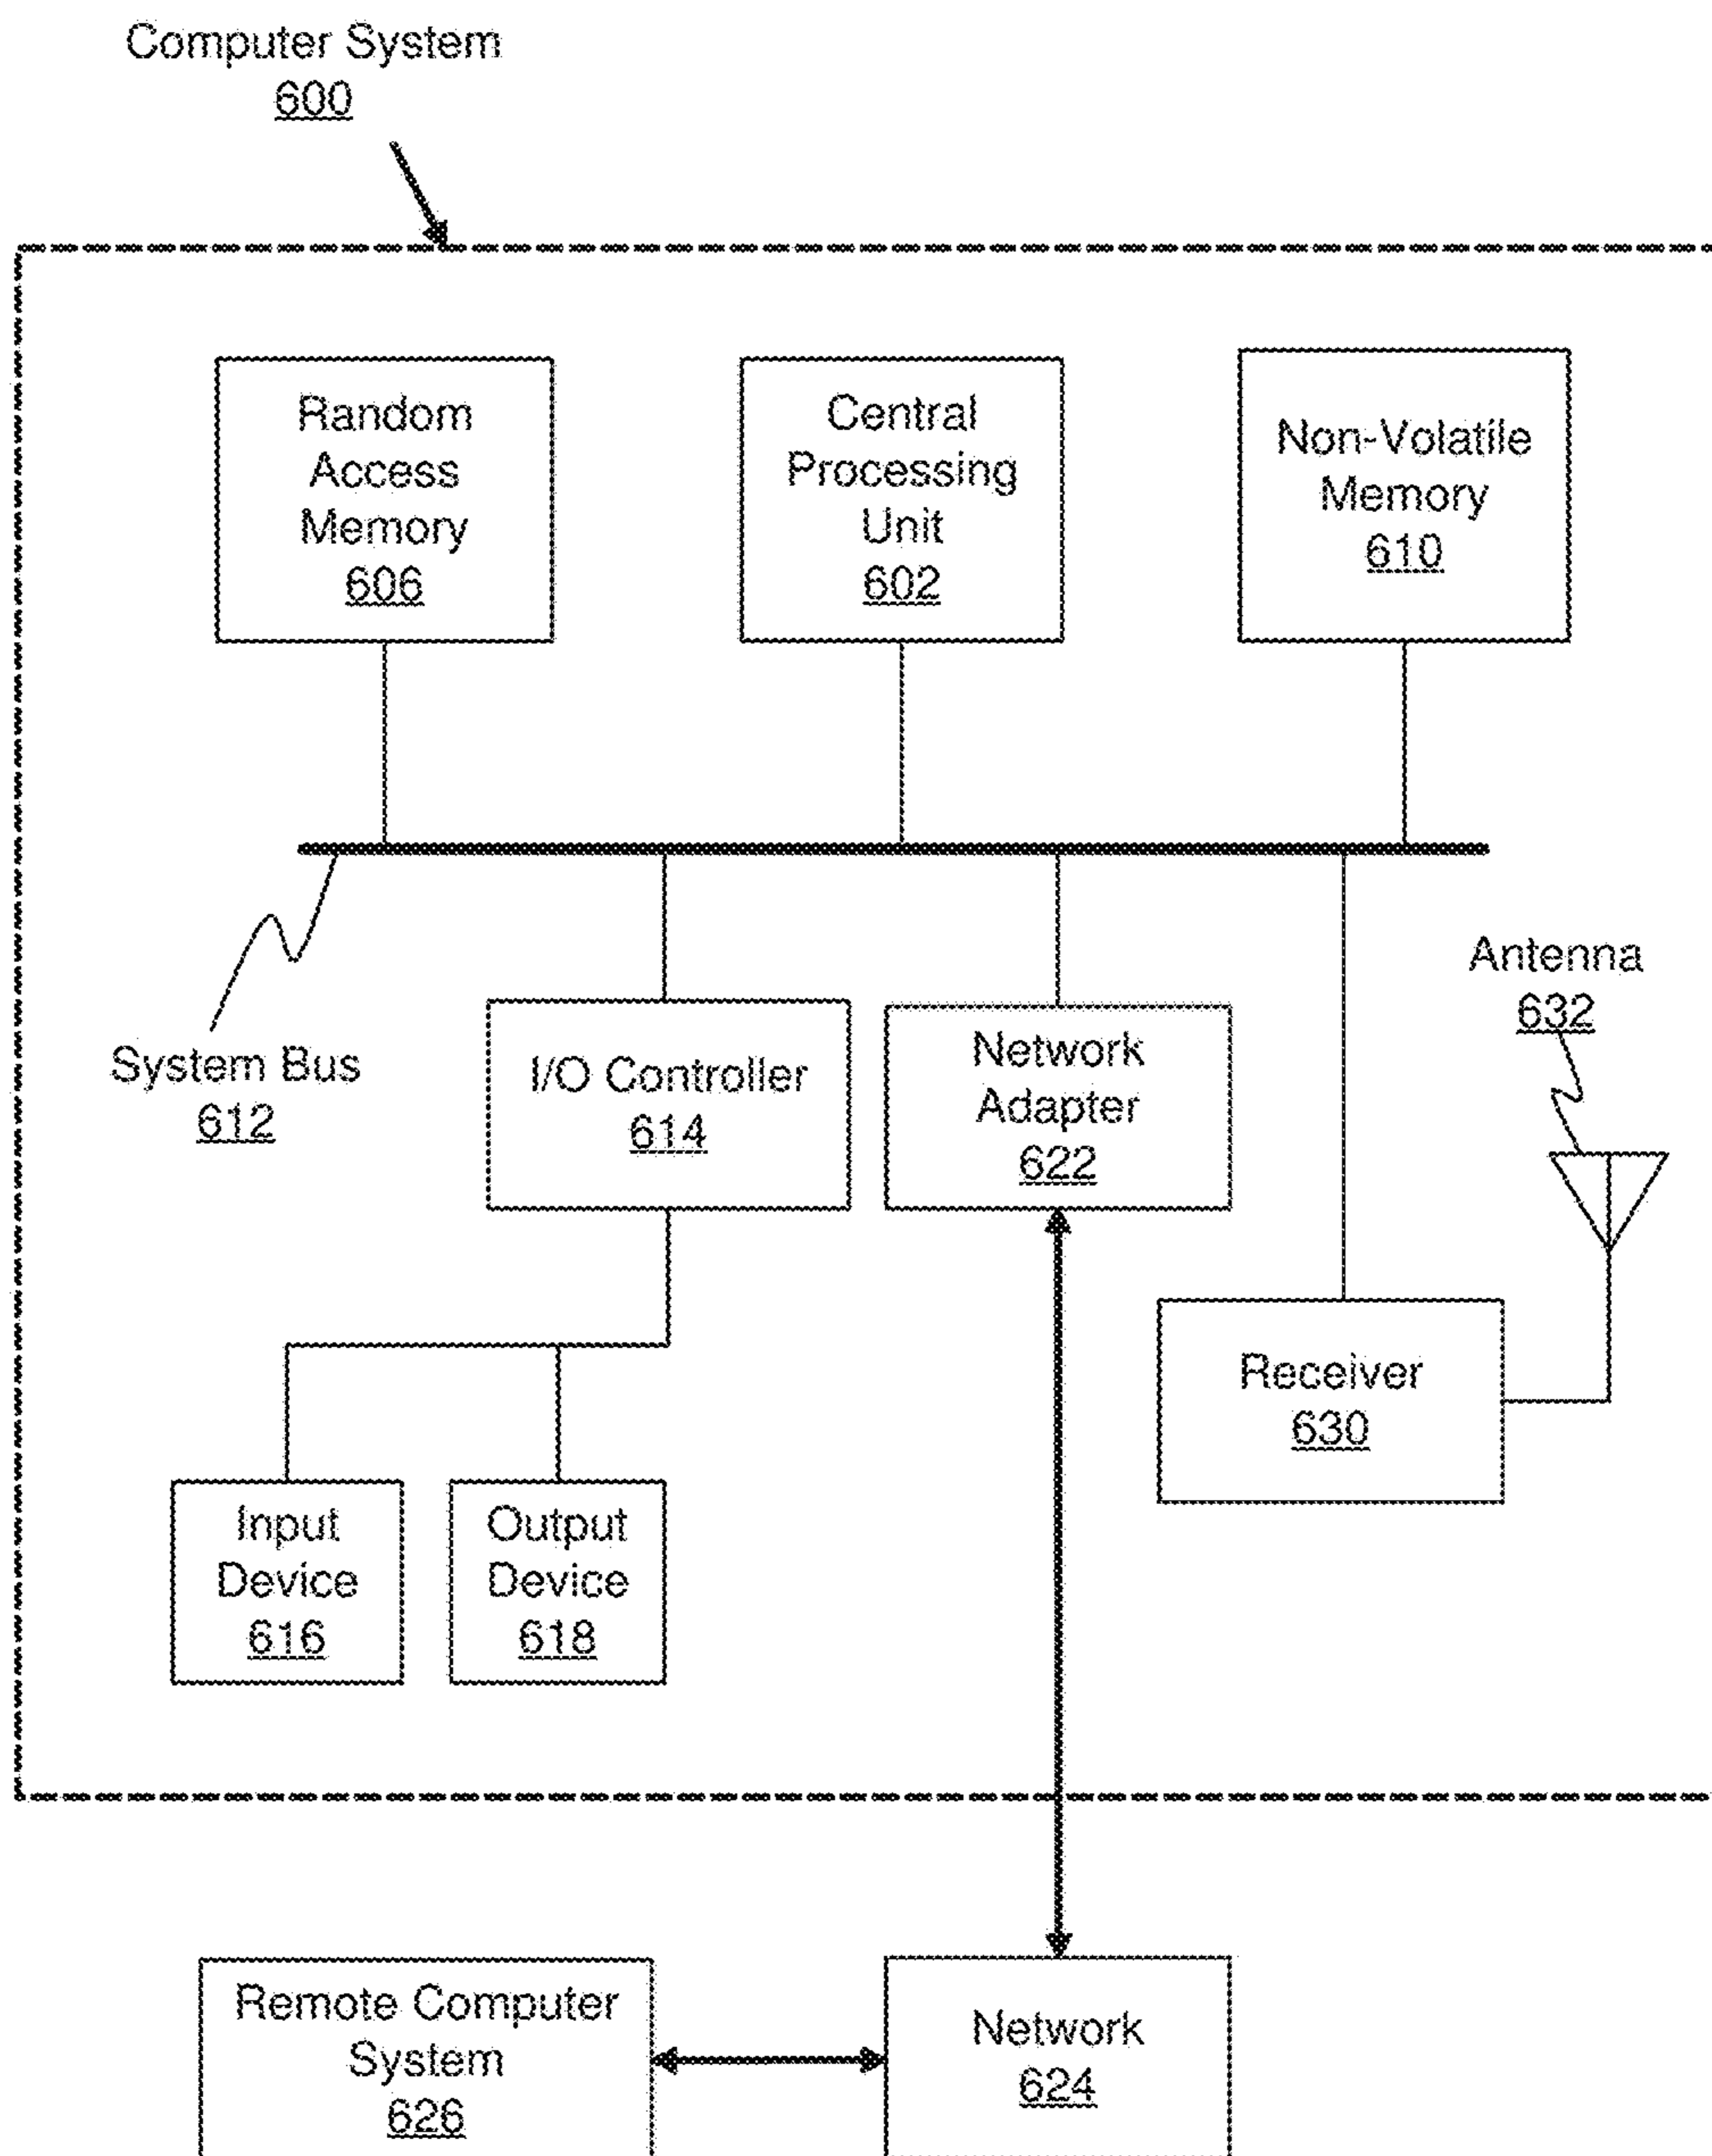 Computer System
600
Random
Access
Memory
606
Central
Processing
Unit
602
Non-Volatile
Memory
610
System Bus
612
I/O Controller
614
Network
Adapter
622
Antenna
632
Receiver
630
Input
Device
616
Output
Device
618
Remote Computer
System
626
Network
624